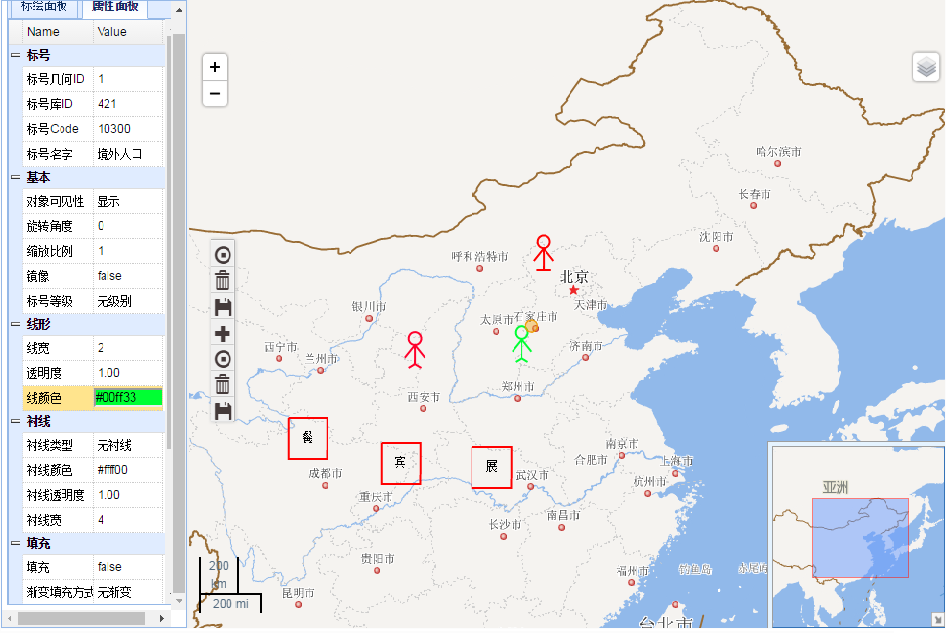 标绘面板 属性面板
Name Value
标号
标号几何ID 1
标号库ID 421
标号Code 10300
标号名字 境外人口
基本
对象可见性 显示
旋转角度 0
缩放比例 1
镜像 false
标号等级 无级别
线形
线宽 2
透明度 1.00
线颜色 #00ff33
衬线
衬线类型 无衬线
衬线颜色 #ffff00
衬线透明度 1.00
衬线宽 4
填充
填充 false
渐变填充方式 无渐变
+
−
哈尔滨市
长春市
沈阳市
呼和浩特市
北京
天津市
银川市
太原市
石家庄市
西宁市
兰州市
济南市
郑州市
西安市
餐
宾
展
成都市
重庆市
武汉市
合肥市
南京市
上海市
杭州市
南昌市
长沙市
贵阳市
昆明市
福州市
钓鱼岛
台北市
亚洲
200
km
200 mi